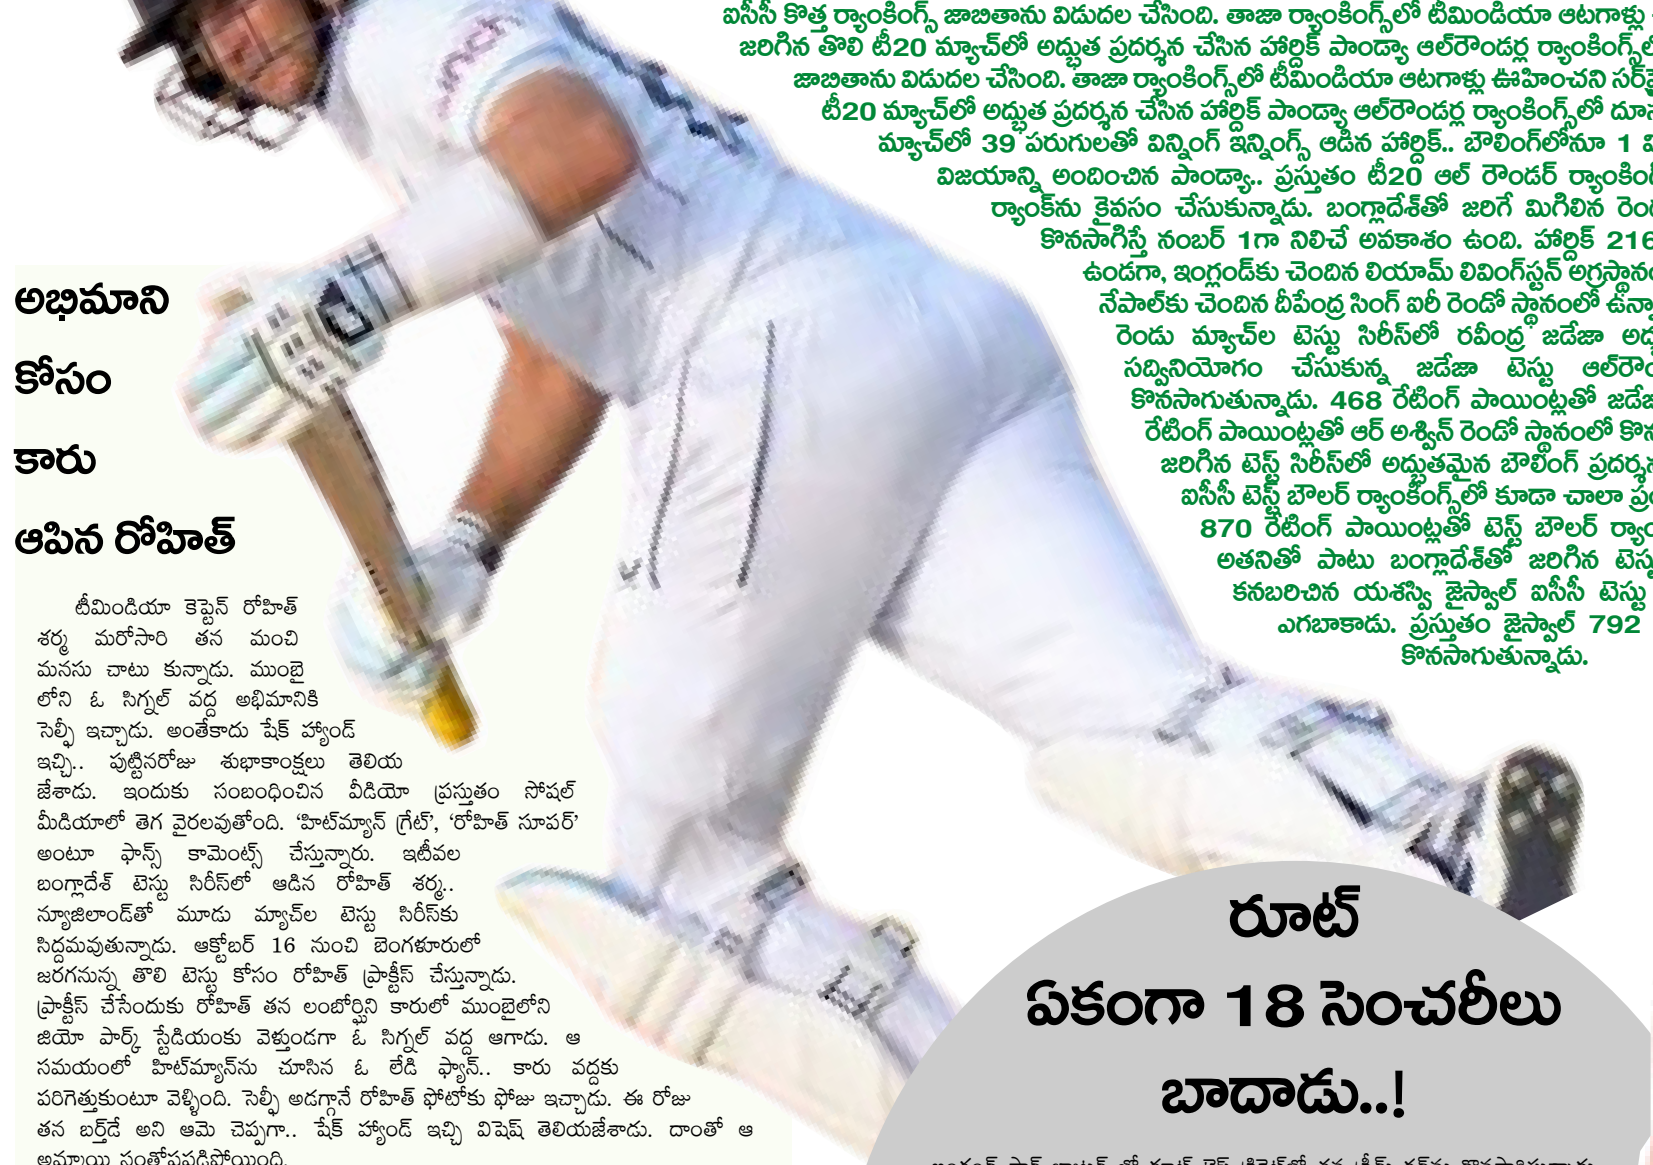 ఐసీసీ కొత్త ర్యాంకింగ్స్ జాబితాను విడుదల చేసింది. తాజా ర్యాంకింగ్స్‌లో టీమిండియా ఆటగాళ్లు
జరిగిన తొలి టీ20 మ్యాచ్‌లో అద్భుత ప్రదర్శన చేసిన హార్దిక్ పాండ్యా ఆల్‌రౌండర్ల
జాబితాను విడుదల చేసింది. తాజా ర్యాంకింగ్స్‌లో టీమిండియా ఆటగాళ్లు ఊహించని
టీ20 మ్యాచ్‌లో అద్భుత ప్రదర్శన చేసిన హార్దిక్ పాండ్యా ఆల్‌రౌండర్ల ర్యాంకింగ్స్‌లో
మ్యాచ్‌లో 39 పరుగులతో విన్నింగ్ ఇన్నింగ్స్ ఆడిన హార్దిక్.. బౌలింగ్‌లోనూ 1
విజయాన్ని అందించిన పాండ్యా.. ప్రస్తుతం టీ20 ఆల్ రౌండర్
ర్యాంక్‌ను కైవసం చేసుకున్నాడు. బంగ్లాదేశ్‌తో జరిగే మిగిలిన
కొనసాగిస్తే నంబర్ 1గా నిలిచే అవకాశం ఉంది. హార్దిక్ 216
ఉండగా, ఇంగ్లండ్‌కు చెందిన లియామ్ లివింగ్‌స్టన్
నేపాల్‌కు చెందిన దీపేంద్ర సింగ్ ఐరీ రెండో స్థానంలో
రెండు మ్యాచ్‌ల టెస్టు సిరీస్‌లో రవీంద్ర జడేజా
సద్వినియోగం చేసుకున్న జడేజా టెస్టు
కొనసాగుతున్నాడు. 468 రేటింగ్ పాయింట్లతో
రేటింగ్ పాయింట్లతో ఆర్ అశ్విన్ రెండో స్థానంలో
జరిగిన టెస్ట్ సిరీస్‌లో అద్భుతమైన బౌలింగ్
ఐసీసీ టెస్ట్ బౌలర్ ర్యాంకింగ్స్‌లో కూడా చాలా
870 రేటింగ్ పాయింట్లతో టెస్ట్ బౌలర్
అతనితో పాటు బంగ్లాదేశ్‌తో జరిగిన
కనబరిచిన యశస్వి జైస్వాల్ ఐసీసీ టెస్టు
ఎగబాకాడు. ప్రస్తుతం జైస్వాల్ 792
కొనసాగుతున్నాడు.
అభిమాని
కోసం
కారు
ఆపిన రోహిత్
టీమిండియా కెప్టెన్ రోహిత్
శర్మ మరోసారి తన మంచి
మనసు చాటు కున్నాడు. ముంబై
లోని ఓ సిగ్నల్ వద్ద అభిమానికి
సెల్ఫీ ఇచ్చాడు. అంతేకాదు షేక్ హ్యాండ్
ఇచ్చి.. పుట్టినరోజు శుభాకాంక్షలు తెలియ
జేశాడు. ఇందుకు సంబంధించిన వీడియో ప్రస్తుతం సోషల్
మీడియాలో తెగ వైరలవుతోంది. ‘హిట్‌మ్యాన్ గ్రేట్’, ‘రోహిత్ సూపర్’
అంటూ ఫాన్స్ కామెంట్స్ చేస్తున్నారు. ఇటీవల
బంగ్లాదేశ్ టెస్టు సిరీస్‌లో ఆడిన రోహిత్ శర్మ..
న్యూజిలాండ్‌తో మూడు మ్యాచ్‌ల టెస్టు సిరీస్‌కు
సిద్దమవుతున్నాడు. ఆక్టోబర్ 16 నుంచి బెంగళూరులో
జరగనున్న తొలి టెస్టు కోసం రోహిత్ ప్రాక్టీస్ చేస్తున్నాడు.
ప్రాక్టీస్ చేసేందుకు రోహిత్ తన లంబోర్ఘిని కారులో ముంబైలోని
జియో పార్క్ స్టేడియంకు వెళ్తుండగా ఓ సిగ్నల్ వద్ద ఆగాడు. ఆ
సమయంలో హిట్‌మ్యాన్‌ను చూసిన ఓ లేడి ఫ్యాన్.. కారు వద్దకు
పరిగెత్తుకుంటూ వెళ్ళింది. సెల్ఫీ అడగ్గానే రోహిత్ ఫోటోకు ఫోజు ఇచ్చాడు. ఈ రోజు
తన బర్త్‌డే అని ఆమె చెప్పగా.. షేక్ హ్యాండ్ ఇచ్చి విషెష్ తెలియజేశాడు. దాంతో ఆ
అమ్మాయి సంతోషపడిపోయింది.
రూట్
ఏకంగా 18 సెంచరీలు
బాదాడు..!